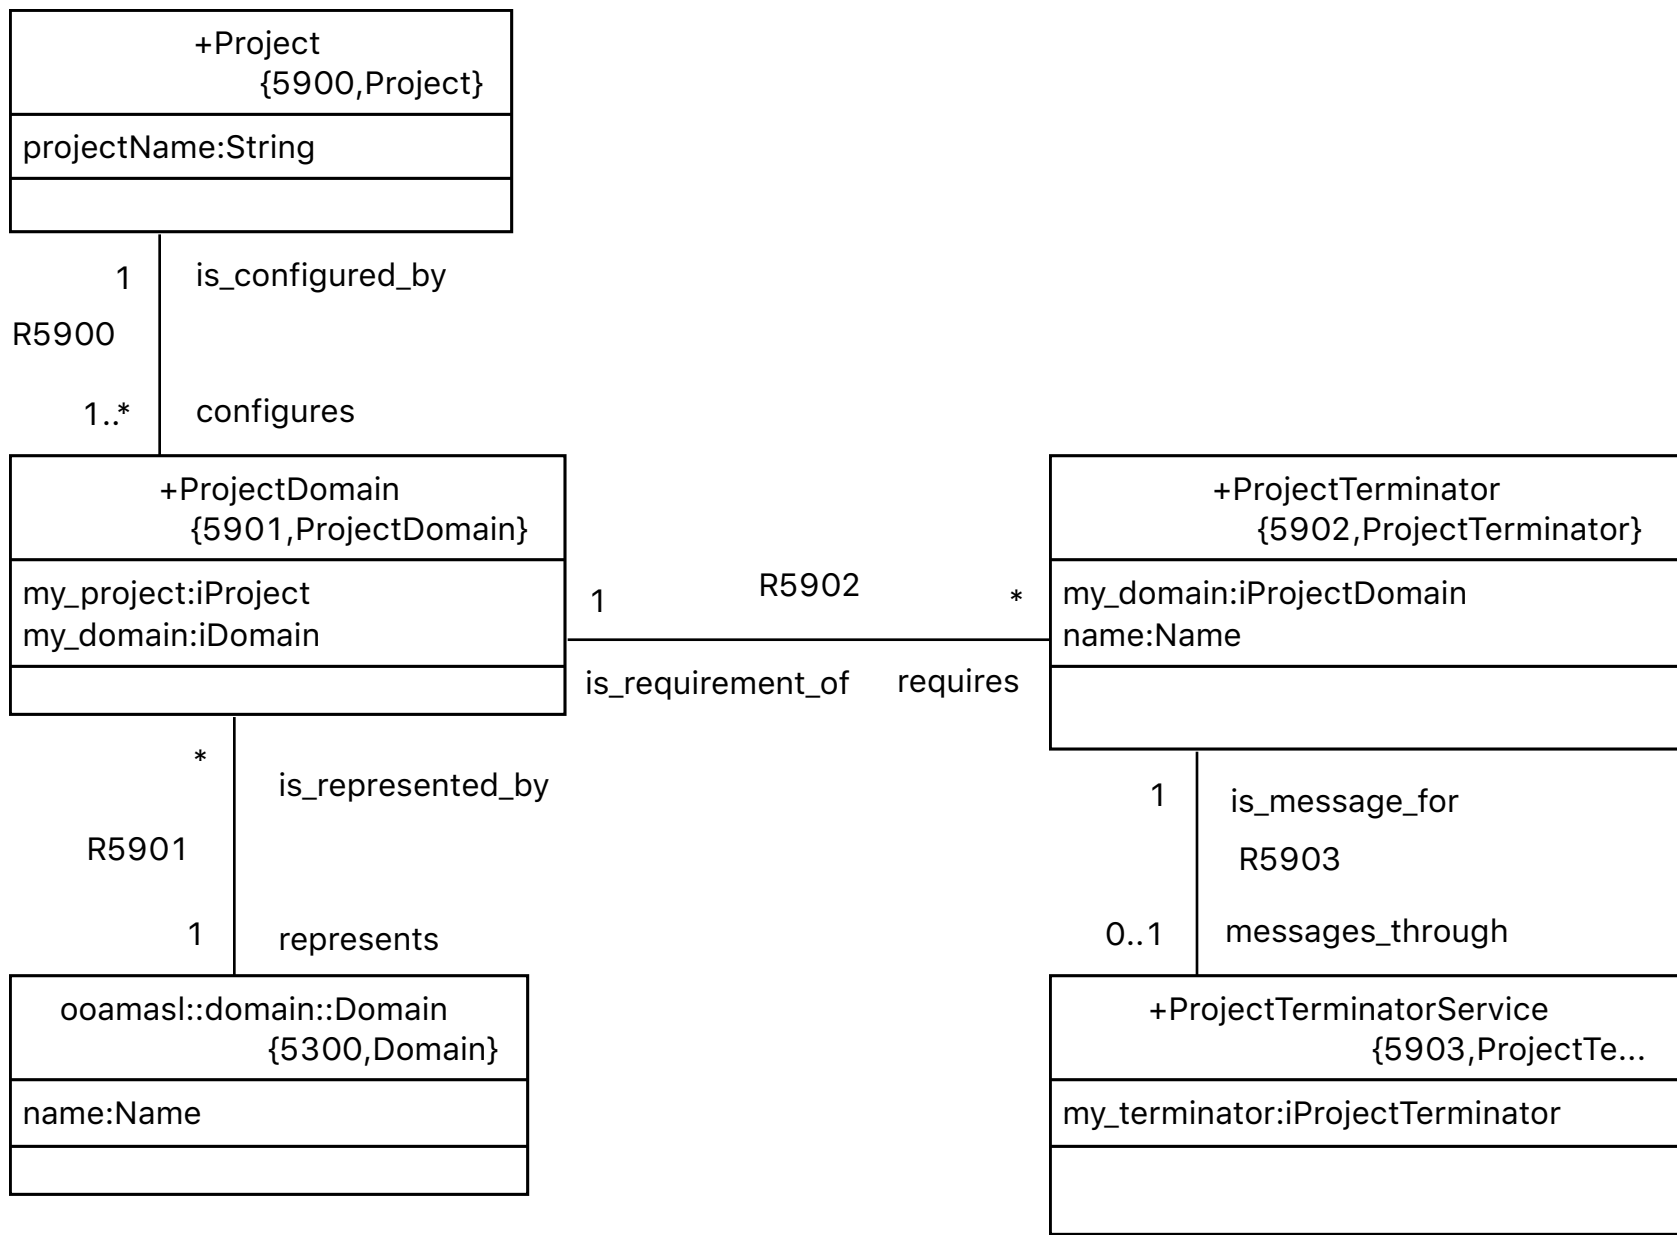 +Project
{5900,Project}
projectName:String
1
is_configured_by
R5900
1..*
configures
+ProjectDomain
{5901,ProjectDomain}
my_project:iProject
my_domain:iDomain
1
R5902
*
is_requirement_of
requires
+ProjectTerminator
{5902,ProjectTerminator}
my_domain:iProjectDomain
name:Name
*
is_represented_by
R5901
1
represents
1
is_message_for
R5903
0..1
messages_through
ooamasl::domain::Domain
{5300,Domain}
name:Name
+ProjectTerminatorService
{5903,ProjectTe...
my_terminator:iProjectTerminator